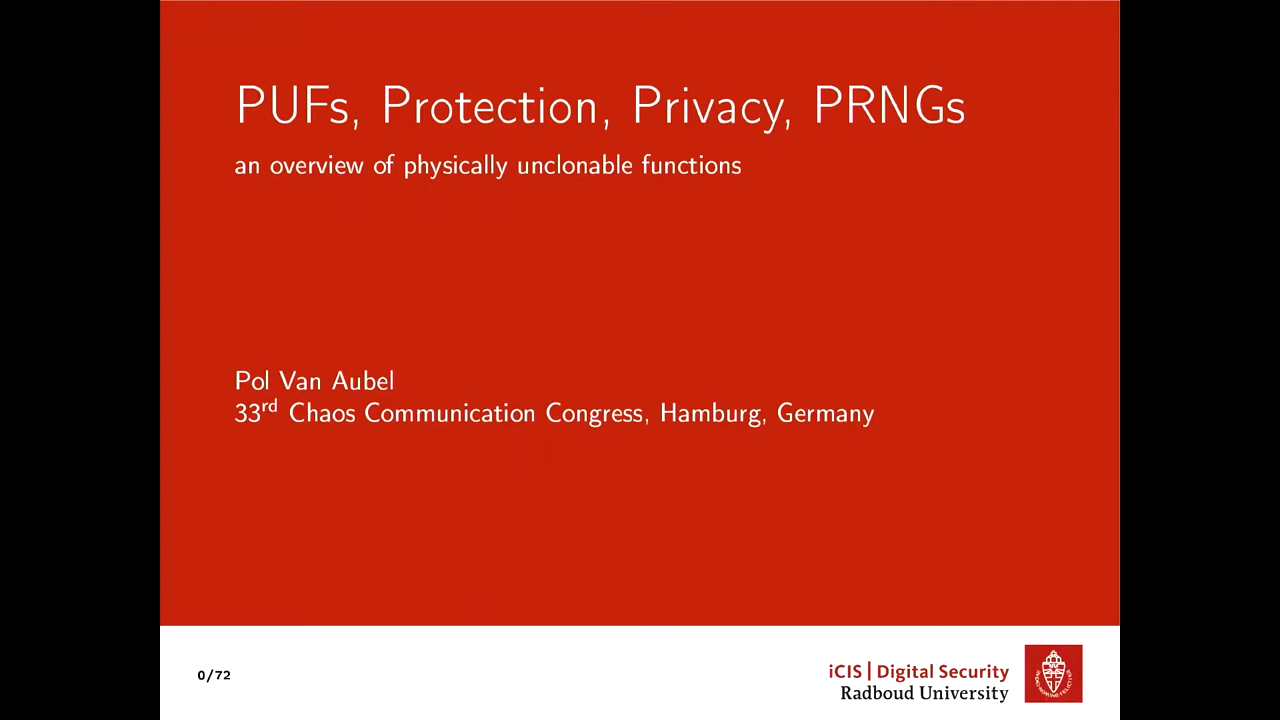 PUFs, Protection, Privacy, PRNGs
an overview of physically unclonable functions
Pol Van Aubel
33rd Chaos Communication Congress, Hamburg, Germany
0/72
iCIS | Digital Security
Radboud University